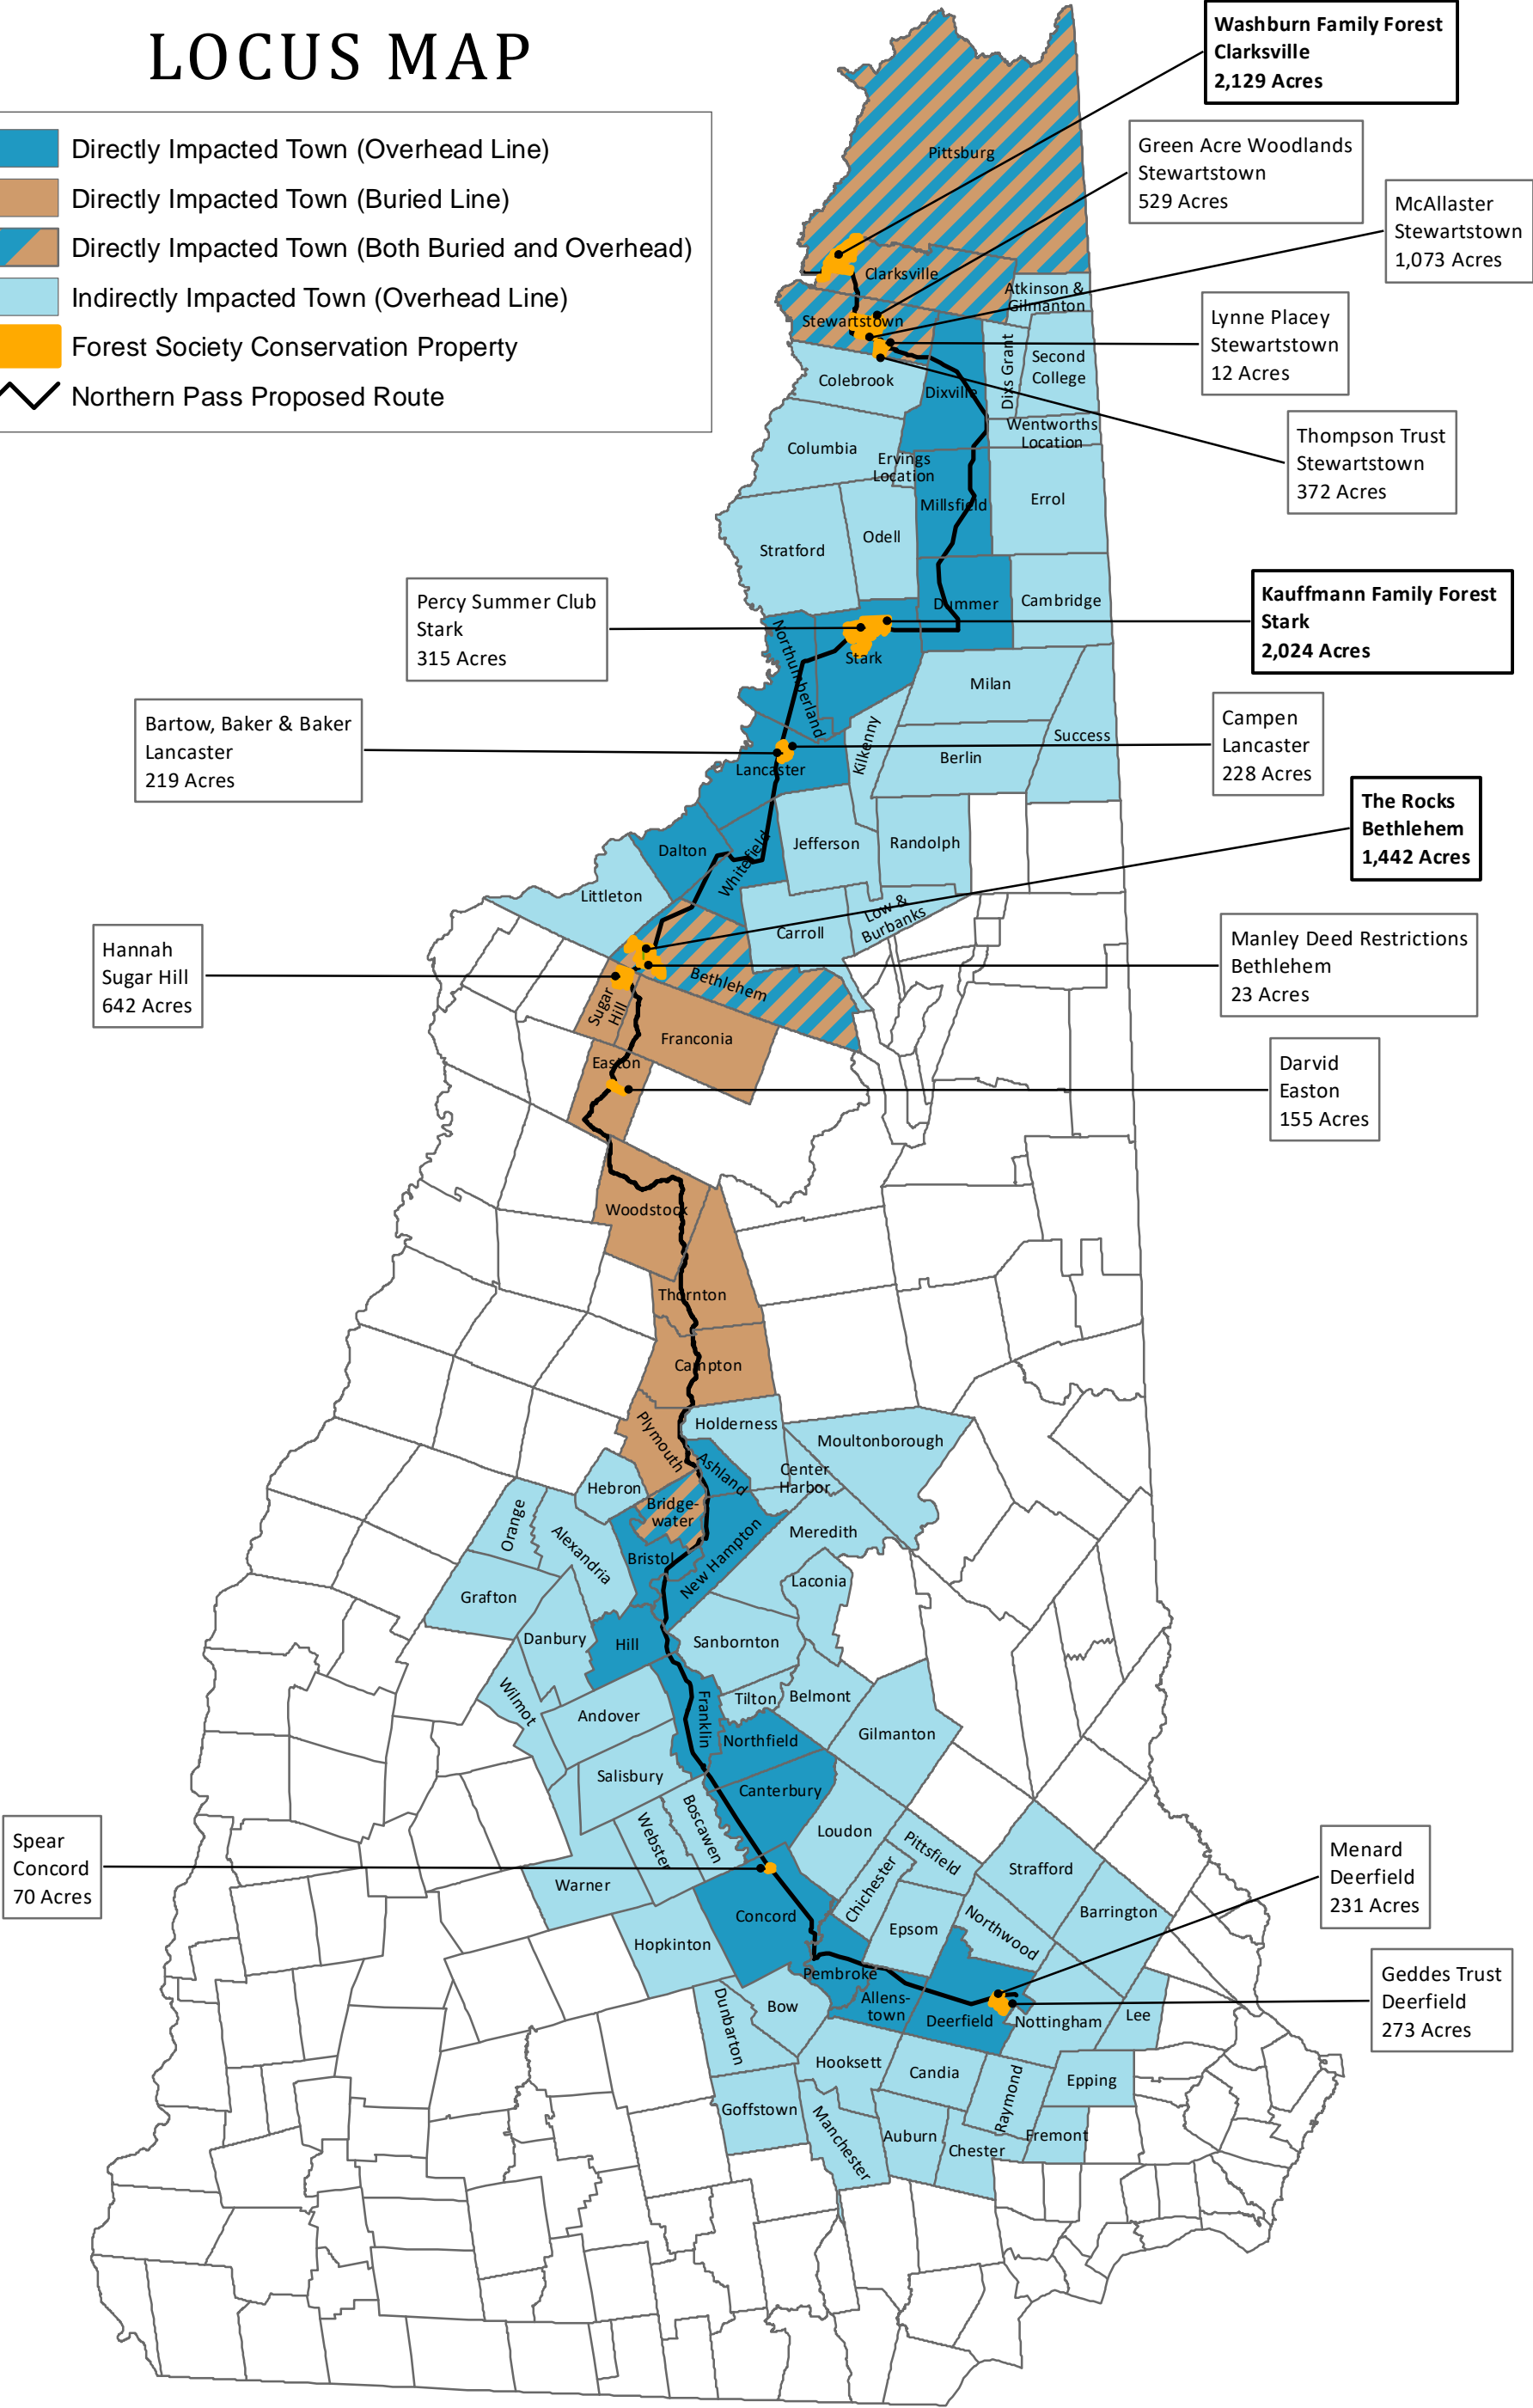 LOCUS MAP
Directly Impacted Town (Overhead Line)
Directly Impacted Town (Buried Line)
Directly Impacted Town (Both Buried and Overhead)
Indirectly Impacted Town (Overhead Line)
Forest Society Conservation Property
Northern Pass Proposed Route
Washburn Family Forest
Clarksville
2,129 Acres
Green Acre Woodlands
Stewartstown
529 Acres
McAllaster
Stewartstown
1,073 Acres
Lynne Placey
Stewartstown
12 Acres
Thompson Trust
Stewartstown
372 Acres
Percy Summer Club
Stark
315 Acres
Kauffmann Family Forest
Stark
2,024 Acres
Bartow, Baker & Baker
Lancaster
219 Acres
Campen
Lancaster
228 Acres
The Rocks
Bethlehem
1,442 Acres
Hannah
Sugar Hill
642 Acres
Manley Deed Restrictions
Bethlehem
23 Acres
Darvid
Easton
155 Acres
Spear
Concord
70 Acres
Menard
Deerfield
231 Acres
Geddes Trust
Deerfield
273 Acres
Pittsburg
Clarksville
Atkinson &
Gilmanton
Stewartstown
Dixs Grant
Second
College
Colebrook
Dixville
Wentworths
Location
Columbia
Ervings
Location
Millsfield
Errol
Odell
Stratford
Dummer
Cambridge
Northumberland
Stark
Milan
Kilkenny
Success
Berlin
Lancaster
Jefferson
Randolph
Dalton
Whitefield
Littleton
Low &
Burbanks
Carroll
Bethlehem
Sugar
Hill
Franconia
Easton
Woodstock
Thornton
Campton
Plymouth
Holderness
Moultonborough
Ashland
Center
Harbor
Hebron
Bridge-
water
Orange
Alexandria
Meredith
Bristol
New Hampton
Laconia
Grafton
Danbury
Hill
Sanbornton
Wilmot
Franklin
Tilton
Belmont
Andover
Northfield
Gilmanton
Salisbury
Canterbury
Boscawen
Webster
Loudon
Pittsfield
Strafford
Warner
Chichester
Concord
Epsom
Northwood
Barrington
Hopkinton
Pembroke
Allens-
town
Bow
Dunbarton
Deerfield
Nottingham
Lee
Hooksett
Candia
Raymond
Epping
Goffstown
Manchester
Auburn
Chester
Fremont